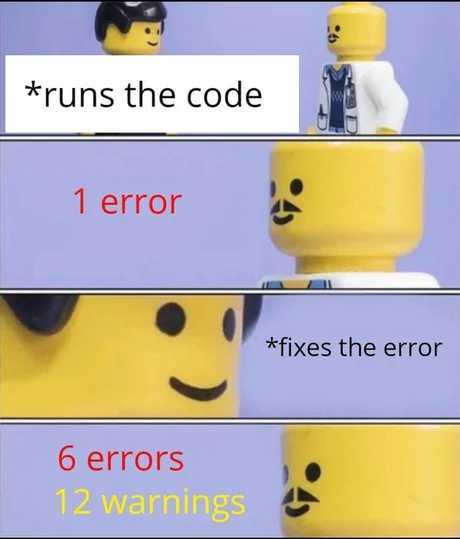 *runs the code
1 error
*fixes the error
6 errors
12 warnings